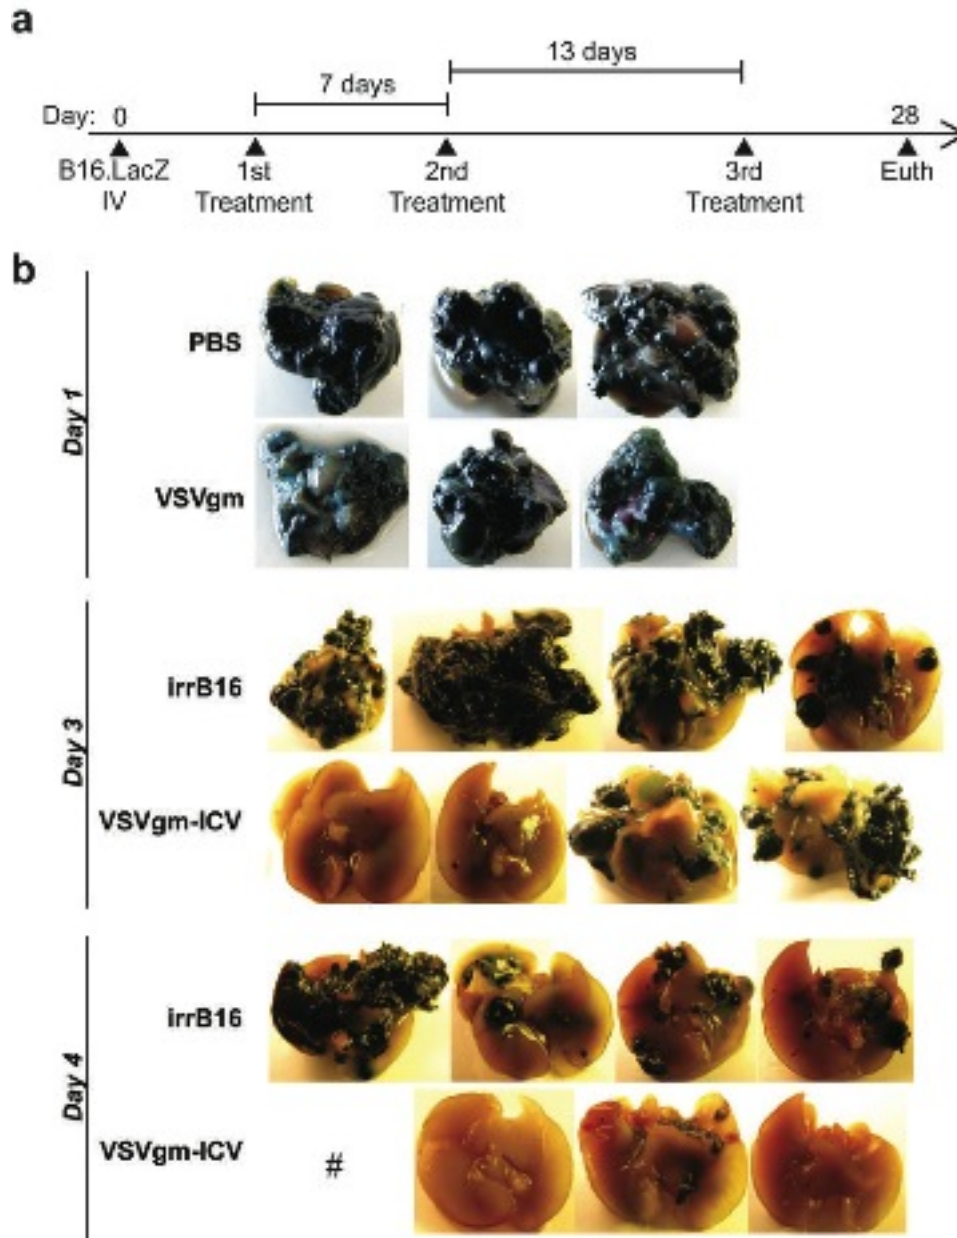 a
13 days
7 days
Day: 0 28
B16.LacZ 1st 2nd 3rd Euth
IV Treatment Treatment Treatment
b
Day 1
PBS
VSVgm
Day 3
irrB16
VSVgm-ICV
Day 4
irrB16
VSVgm-ICV #